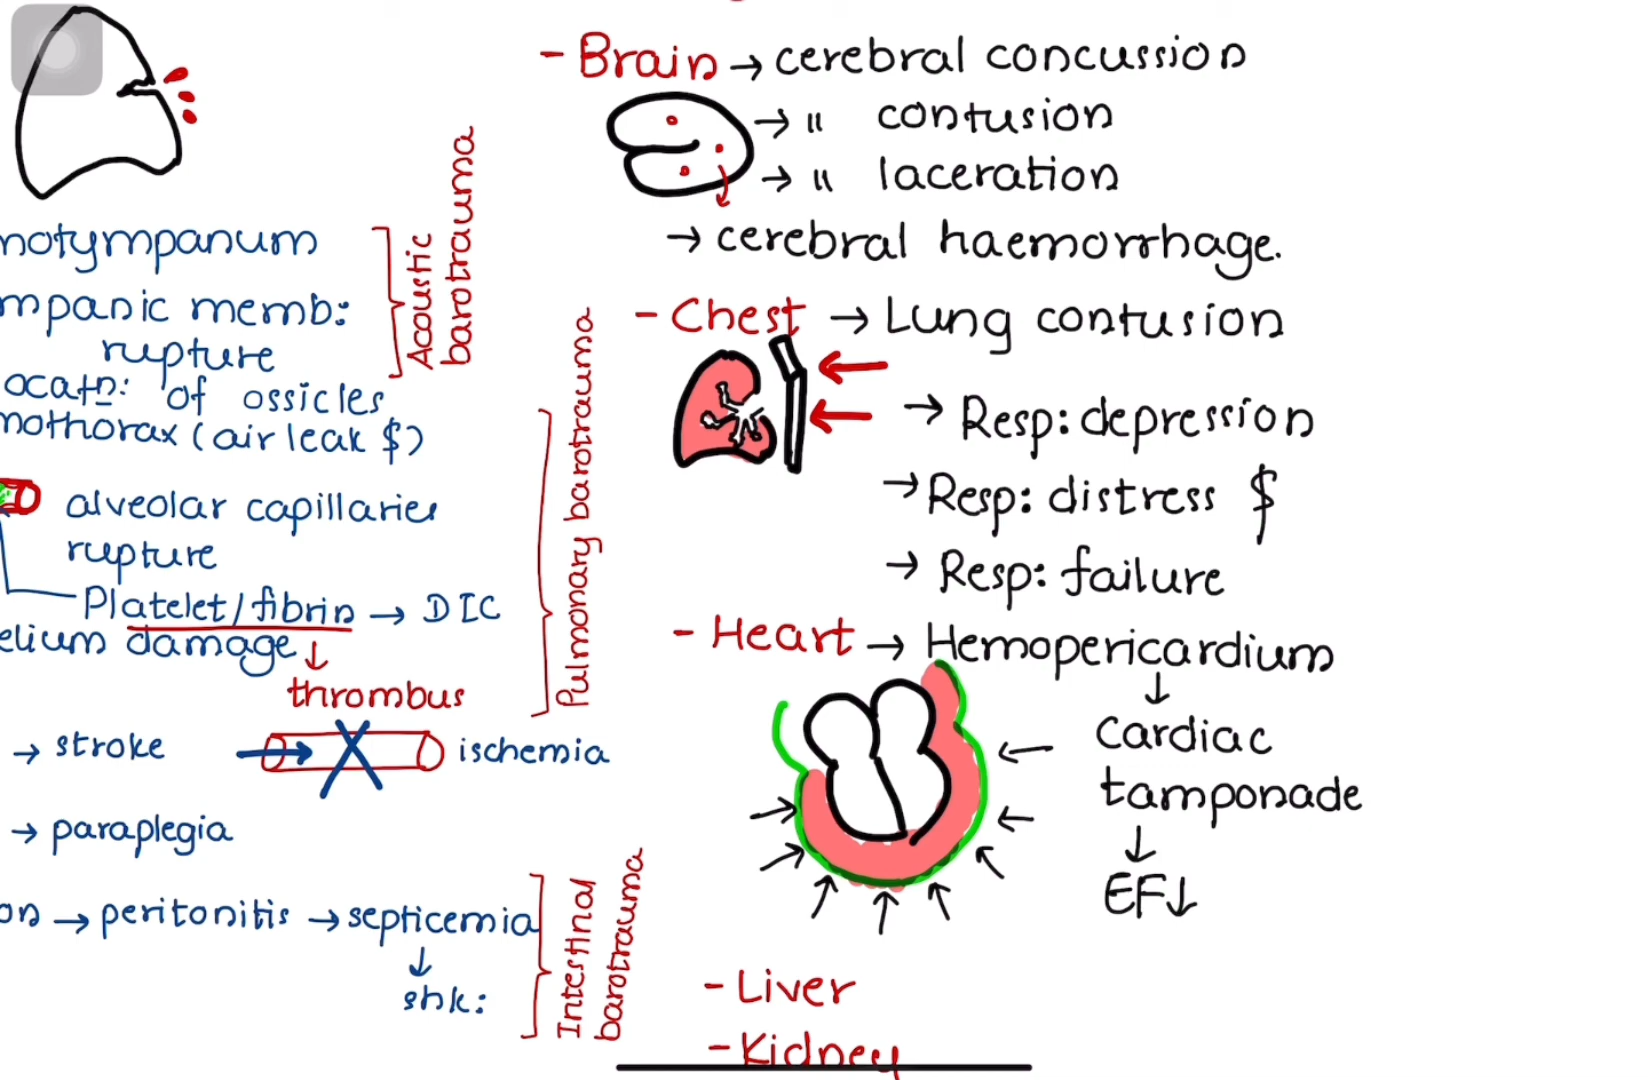 notympanum
mpanic memb:
rupture
ocatn: of ossicles
mothorax (air leak $)
Acoustic
barotrauma
alveolar capillaries
rupture
Platelet/fibrin → DIC
elium damage ↓
thrombus
→ stroke
ischemia
→ paraplegia
Pulmonary barotrauma
on → peritonitis → septicemia
↓
shk:
Intestinal
barotrauma
- Brain → cerebral concussion
→ " contusion
→ " laceration
→ cerebral haemorrhage.
- Chest → Lung contusion
→ Resp: depression
→ Resp: distress $
→ Resp: failure
- Heart → Hemopericardium
↓
cardiac
tamponade
↓
EF↓
- Liver
- Kidney